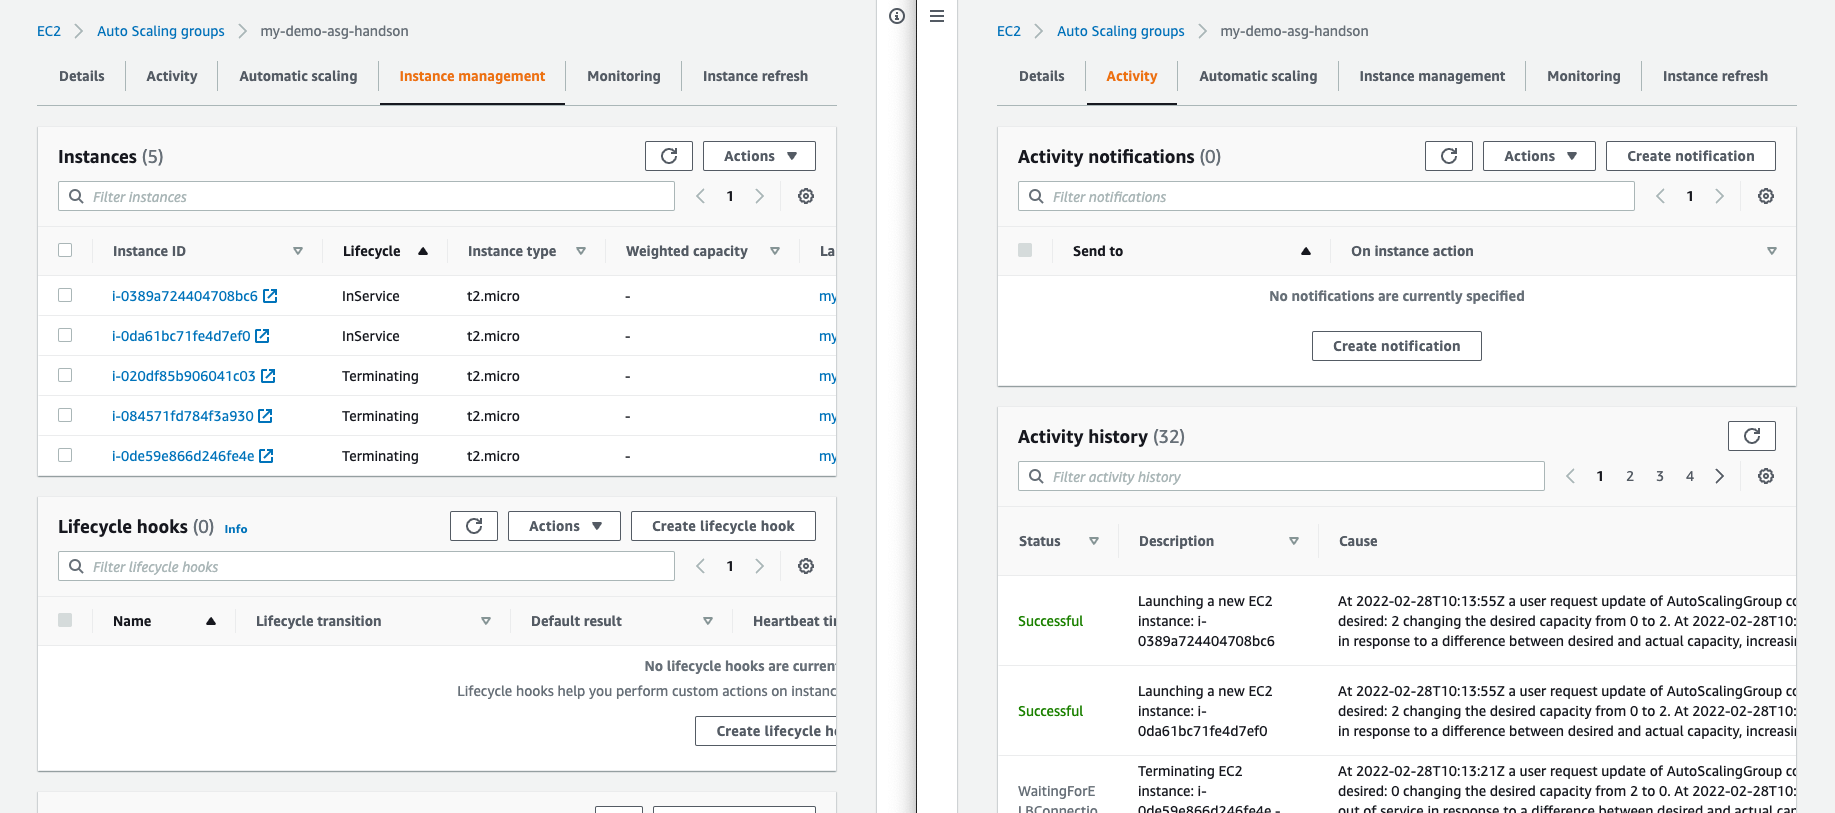 EC2 > Auto Scaling groups > my-demo-asg-handson
Details Activity Automatic scaling Instance management Monitoring Instance refresh
Instances (5)
Actions
Filter instances
1
Instance ID Lifecycle Instance type Weighted capacity La
i-0389a724404708bc6 InService t2.micro - my
i-0da61bc71fe4d7ef0 InService t2.micro - my
i-020df85b906041c03 Terminating t2.micro - my
i-084571fd784f3a930 Terminating t2.micro - my
i-0de59e866d246fe4e Terminating t2.micro - my
Lifecycle hooks (0) Info
Actions Create lifecycle hook
Filter lifecycle hooks
1
Name Lifecycle transition Default result Heartbeat tin
No lifecycle hooks are curren
Lifecycle hooks help you perform custom actions on instanc
Create lifecycle h
EC2 > Auto Scaling groups > my-demo-asg-handson
Details Activity Automatic scaling Instance management Monitoring Instance refresh
Activity notifications (0)
Actions Create notification
Filter notifications
1
Send to On instance action
No notifications are currently specified
Create notification
Activity history (32)
Filter activity history
1 2 3 4
Status Description Cause
Successful
Launching a new EC2
instance: i-
0389a724404708bc6
At 2022-02-28T10:13:55Z a user request update of AutoScalingGroup co
desired: 2 changing the desired capacity from 0 to 2. At 2022-02-28T10:
in response to a difference between desired and actual capacity, increasi
Successful
Launching a new EC2
instance: i-
0da61bc71fe4d7ef0
At 2022-02-28T10:13:55Z a user request update of AutoScalingGroup co
desired: 2 changing the desired capacity from 0 to 2. At 2022-02-28T10:
in response to a difference between desired and actual capacity, increasi
WaitingForE
LBConnectio
Terminating EC2
instance: i-
0de59e866d246fe4e -
At 2022-02-28T10:13:21Z a user request update of AutoScalingGroup co
desired: 0 changing the desired capacity from 2 to 0. At 2022-02-28T10:
out of service in response to a difference between desired and actual cap